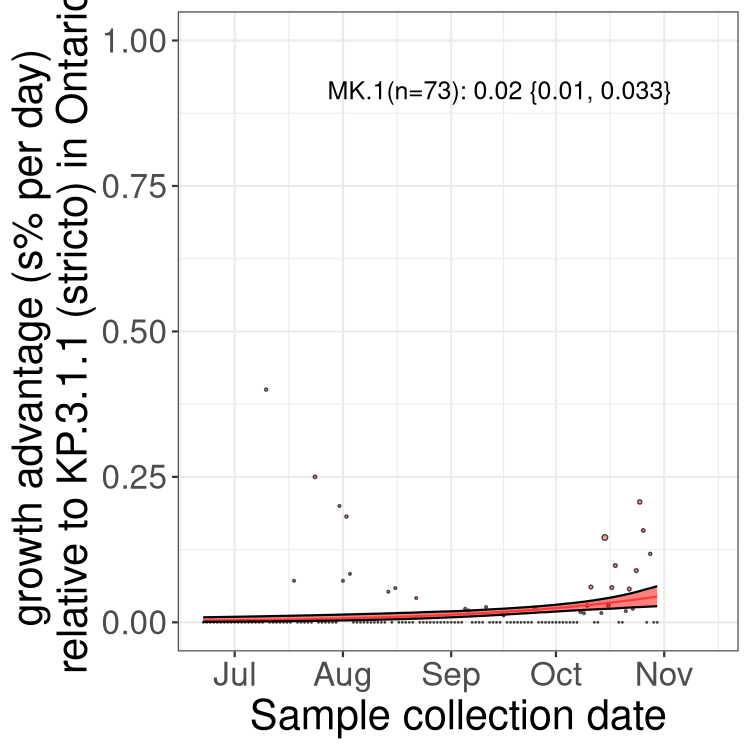 growth advantage (s% per day)
relative to KP.3.1.1 (stricto) in Ontario
1.00
0.75
0.50
0.25
0.00
MK.1(n=73): 0.02 {0.01, 0.033}
Jul Aug Sep Oct Nov
Sample collection date